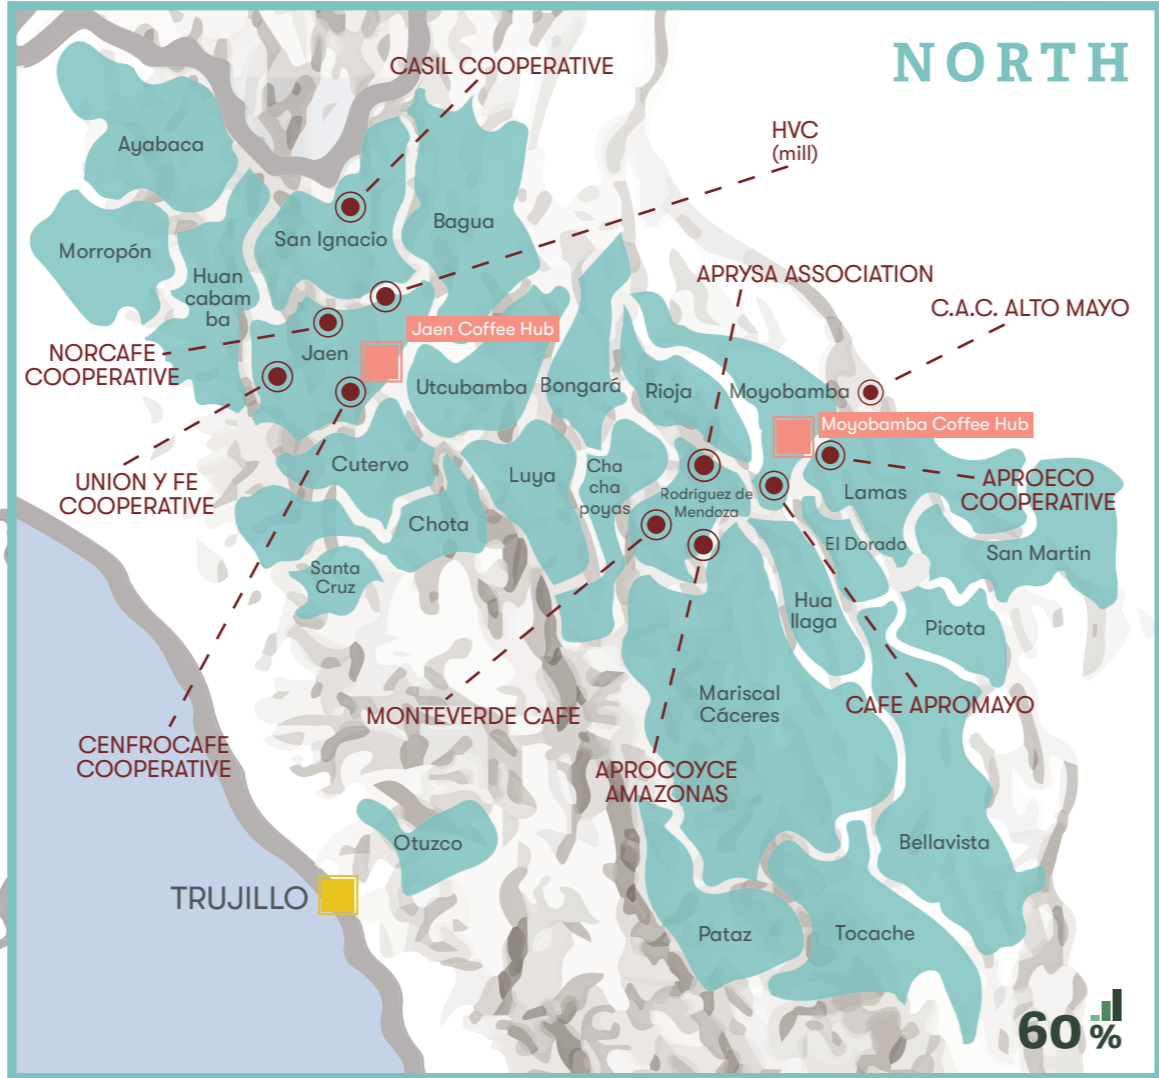 NORTH
CASIL COOPERATIVE
HVC
(mill)
Ayabaca
Morropón
Huan
cabam
ba
San Ignacio
Bagua
APRYSA ASSOCIATION
C.A.C. ALTO MAYO
NORCAFE
COOPERATIVE
Jaen
Jaen Coffee Hub
Utcubamba
Bongará
Rioja
Moyobamba
Moyobamba Coffee Hub
UNION Y FE
COOPERATIVE
Cutervo
Luya
Cha
cha
poyas
Rodríguez de
Mendoza
Lamas
APROECO
COOPERATIVE
Chota
El Dorado
San Martin
Santa
Cruz
Hua
llaga
Picota
CENFROCAFE
COOPERATIVE
MONTEVERDE CAFE
Mariscal
Cáceres
CAFE APROMAYO
APROCOYCE
AMAZONAS
Otuzco
Bellavista
TRUJILLO
Pataz
Tocache
60%